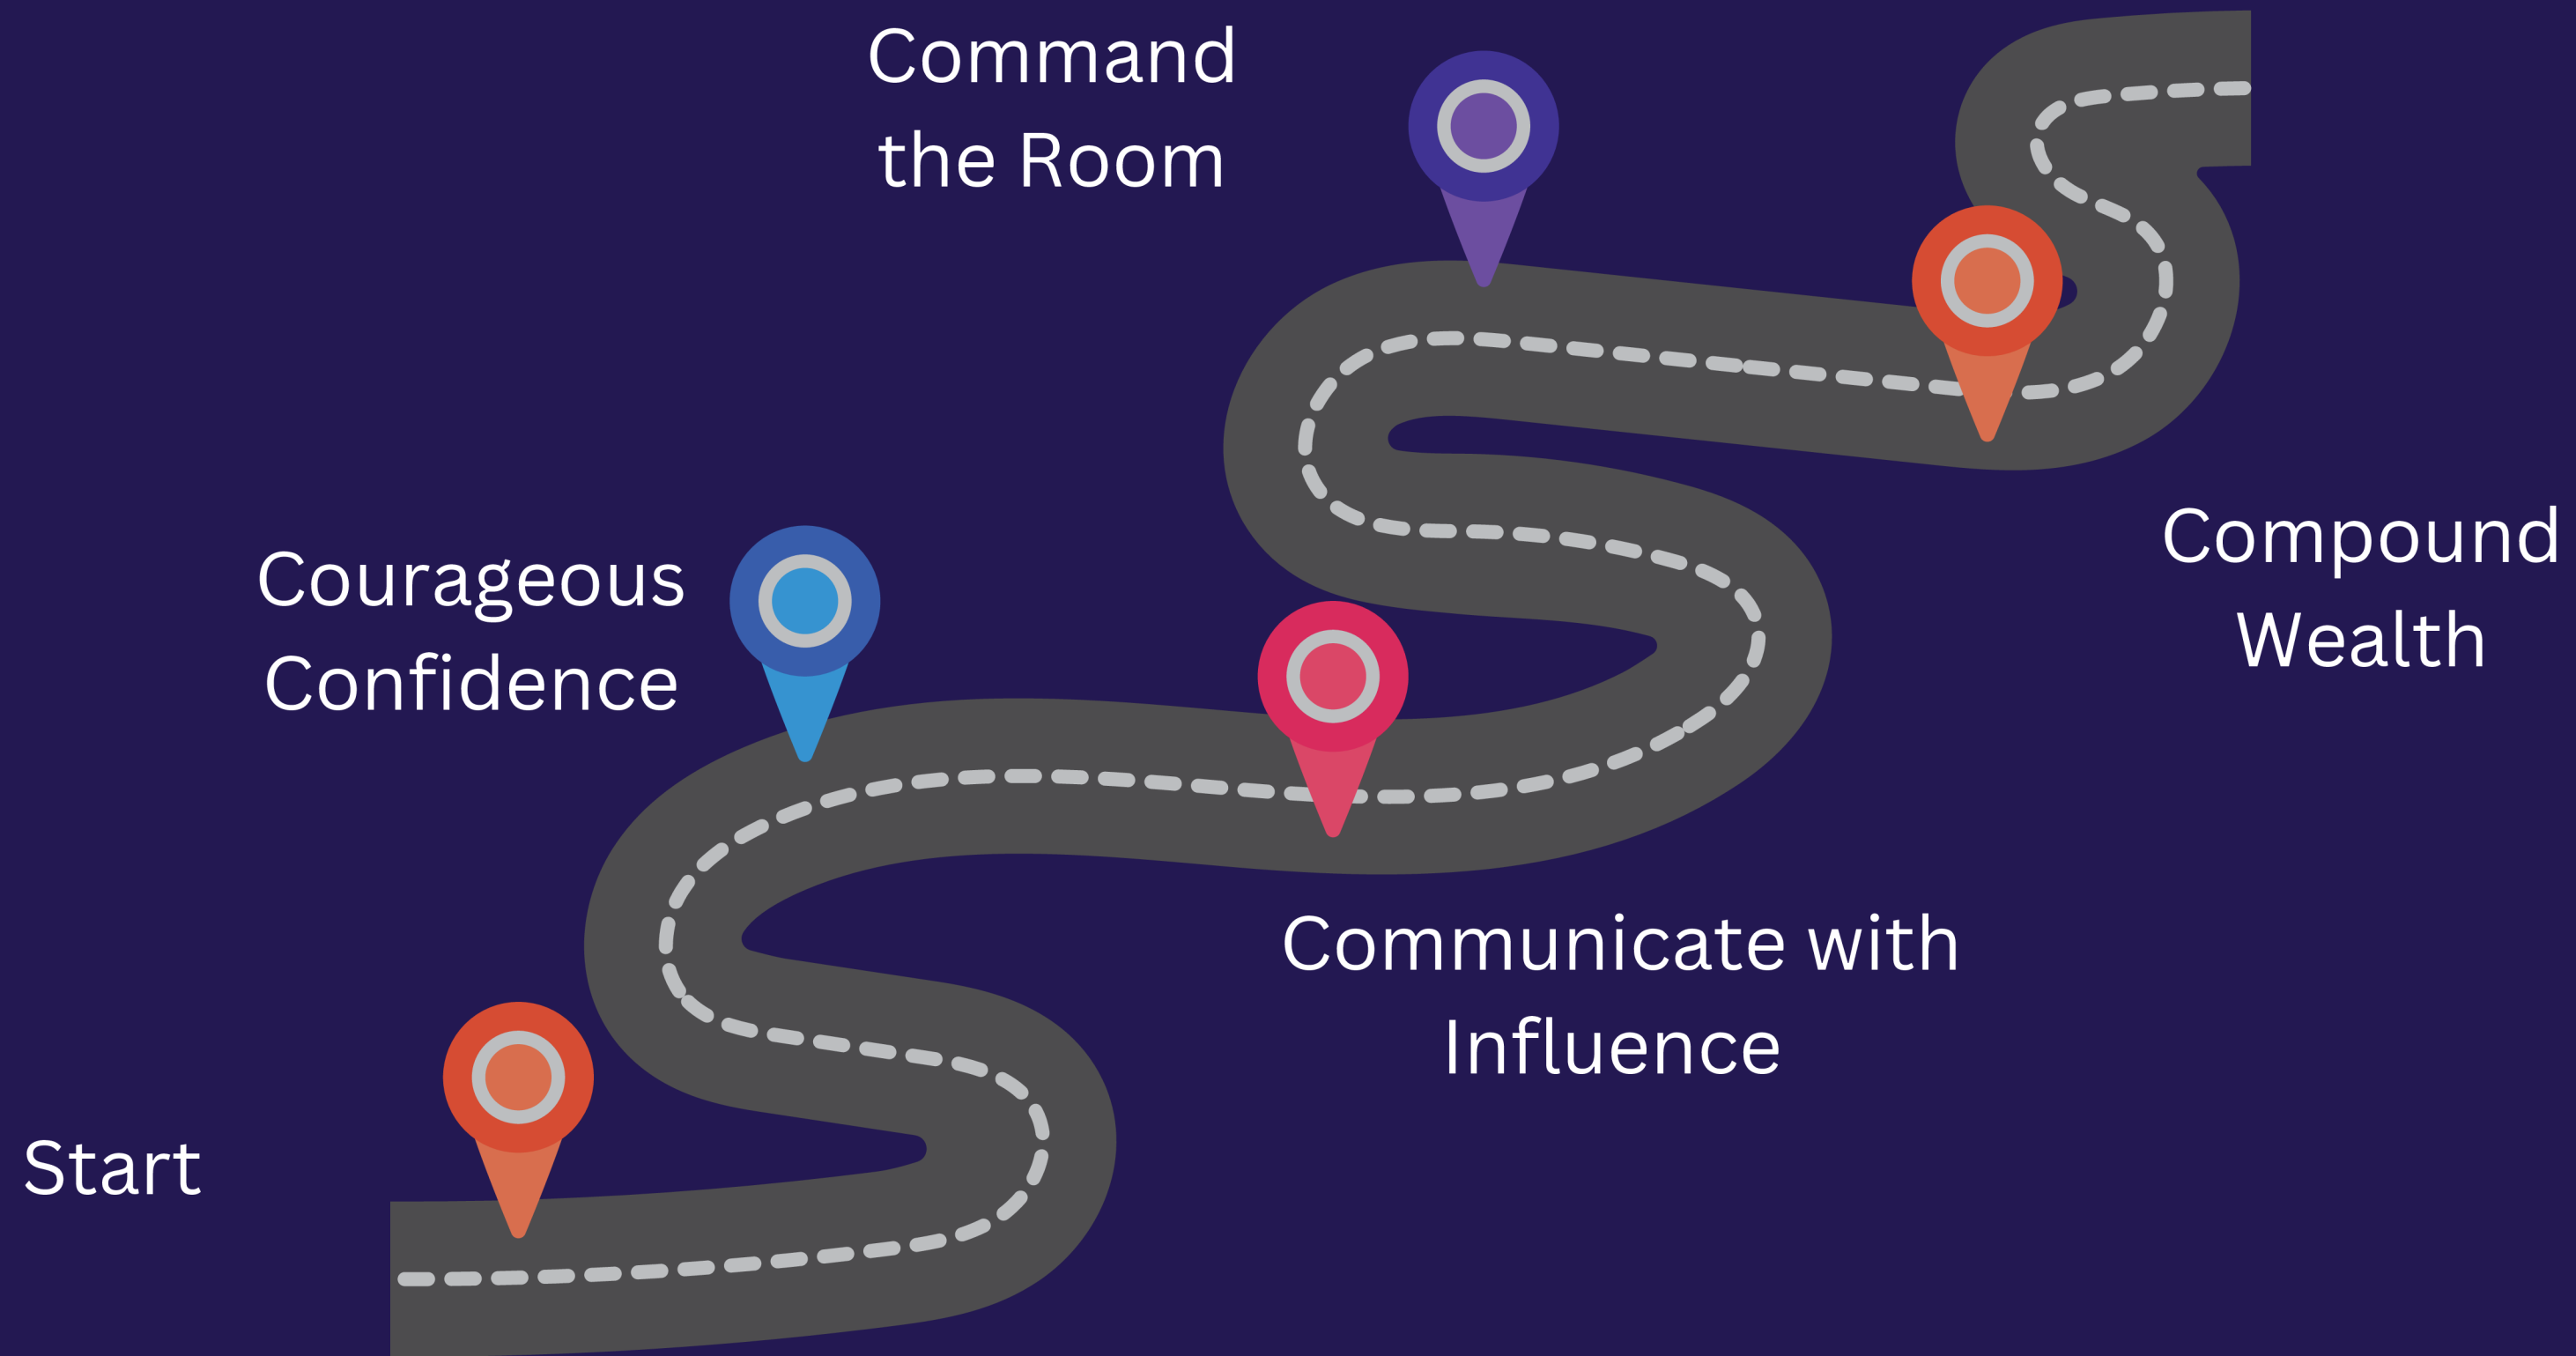 Command
the Room
Courageous
Confidence
Compound
Wealth
Communicate with
Influence
Start